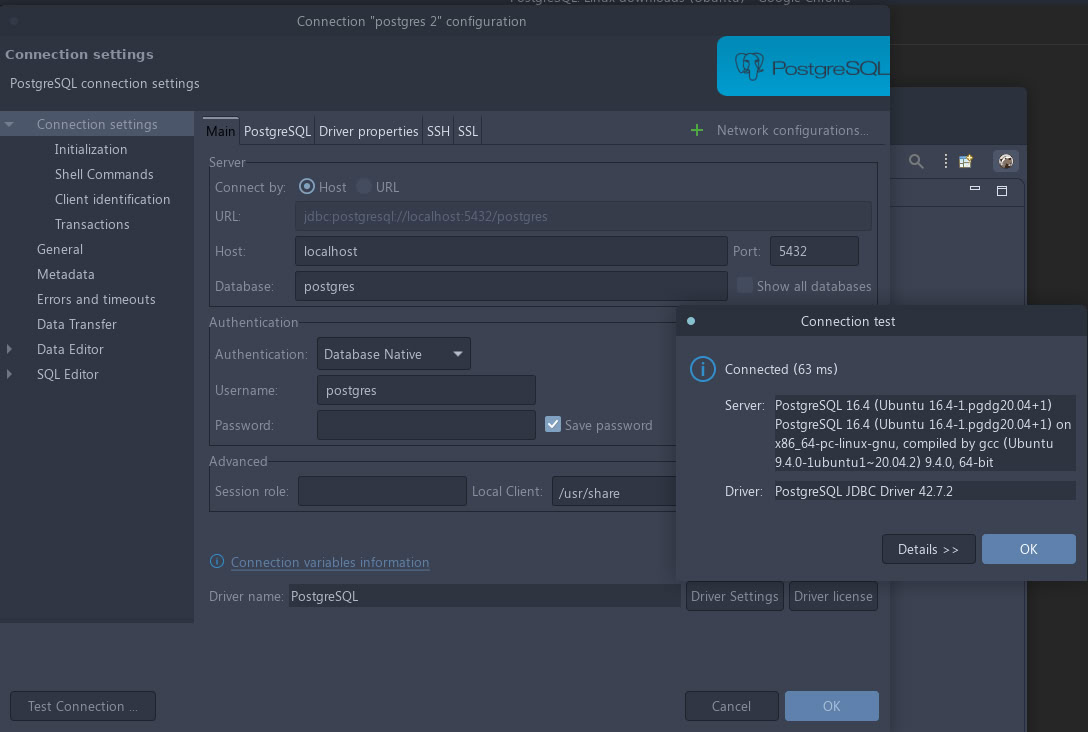 PostgreSQL: Linux downloads (Ubuntu) - Google Chrome
Connection "postgres 2" configuration
Connection settings
PostgreSQL connection settings
PostgreSQL
Connection settings
Initialization
Shell Commands
Client identification
Transactions
General
Metadata
Errors and timeouts
Data Transfer
Data Editor
SQL Editor
Main PostgreSQL Driver properties SSH SSL
Network configurations...
Server
Connect by: Host URL
URL: jdbc:postgresql://localhost:5432/postgres
Host: localhost Port: 5432
Database: postgres Show all databases
Authentication
Authentication: Database Native
Username: postgres
Password: Save password
Advanced
Session role: Local Client: /usr/share
Connection variables information
Driver name: PostgreSQL Driver Settings Driver license
Test Connection ... Cancel OK
Connection test
Connected (63 ms)
Server: PostgreSQL 16.4 (Ubuntu 16.4-1.pgdg20.04+1)
PostgreSQL 16.4 (Ubuntu 16.4-1.pgdg20.04+1) on
x86_64-pc-linux-gnu, compiled by gcc (Ubuntu
9.4.0-1ubuntu1~20.04.2) 9.4.0, 64-bit
Driver: PostgreSQL JDBC Driver 42.7.2
Details >> OK